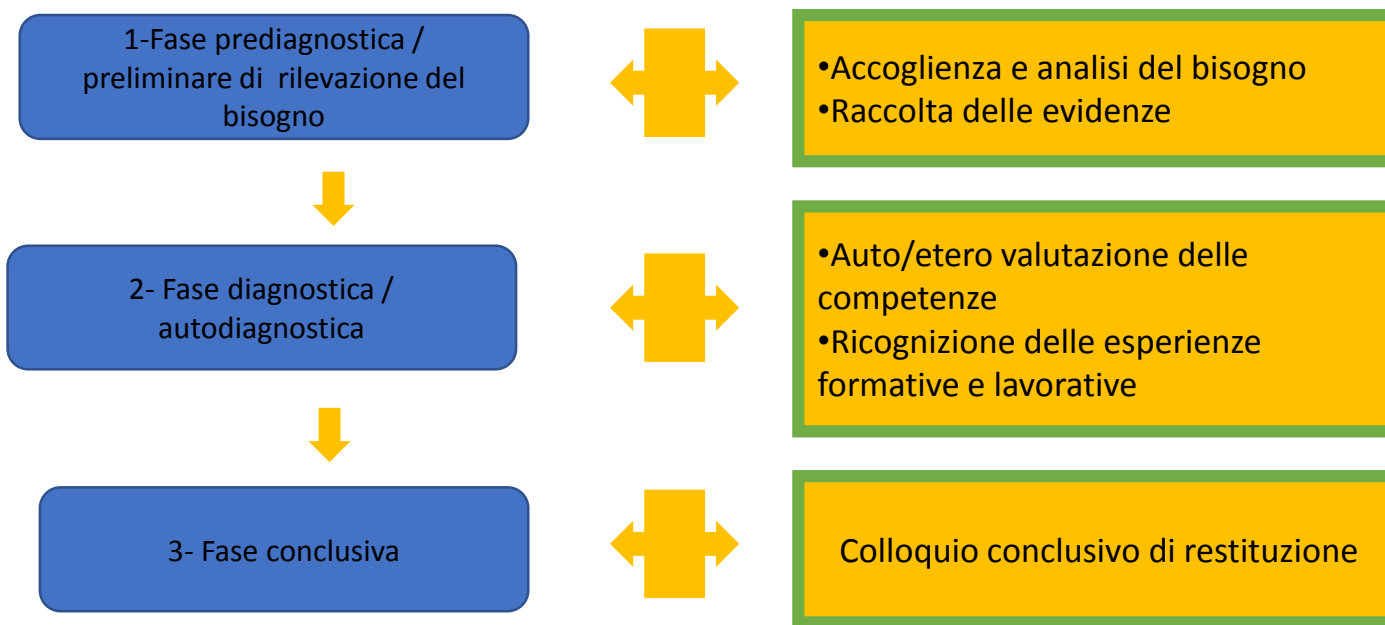 1-Fase prediagnostica /
preliminare di rilevazione del
bisogno
•Accoglienza e analisi del bisogno
•Raccolta delle evidenze
2- Fase diagnostica /
autodiagnostica
•Auto/etero valutazione delle
competenze
•Ricognizione delle esperienze
formative e lavorative
3- Fase conclusiva
Colloquio conclusivo di restituzione